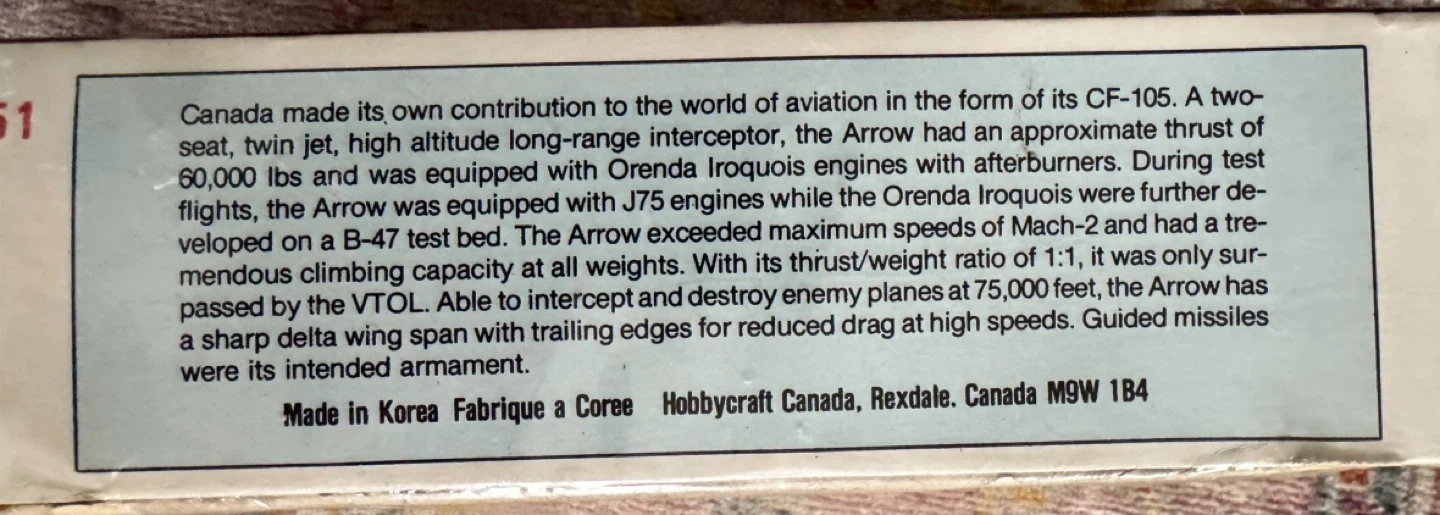 51
Canada made its own contribution to the world of aviation in the form of its CF-105. A two-
seat, twin jet, high altitude long-range interceptor, the Arrow had an approximate thrust of
60,000 lbs and was equipped with Orenda Iroquois engines with afterburners. During test
flights, the Arrow was equipped with J75 engines while the Orenda Iroquois were further de-
veloped on a B-47 test bed. The Arrow exceeded maximum speeds of Mach-2 and had a tre-
mendous climbing capacity at all weights. With its thrust/weight ratio of 1:1, it was only sur-
passed by the VTOL. Able to intercept and destroy enemy planes at 75,000 feet, the Arrow has
a sharp delta wing span with trailing edges for reduced drag at high speeds. Guided missiles
were its intended armament.
Made in Korea Fabrique a Coree Hobbycraft Canada, Rexdale. Canada M9W 1B4